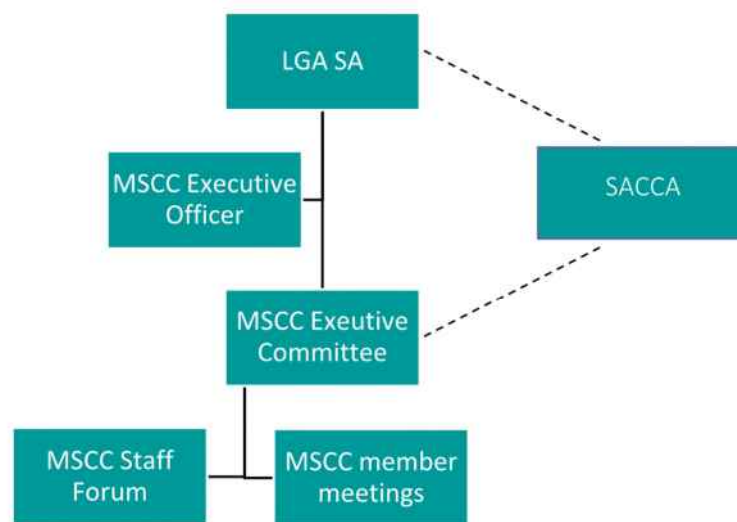 LGA SA
MSCC Executive
Officer
SACCA
MSCC Exeutive
Committee
MSCC Staff
Forum
MSCC member
meetings